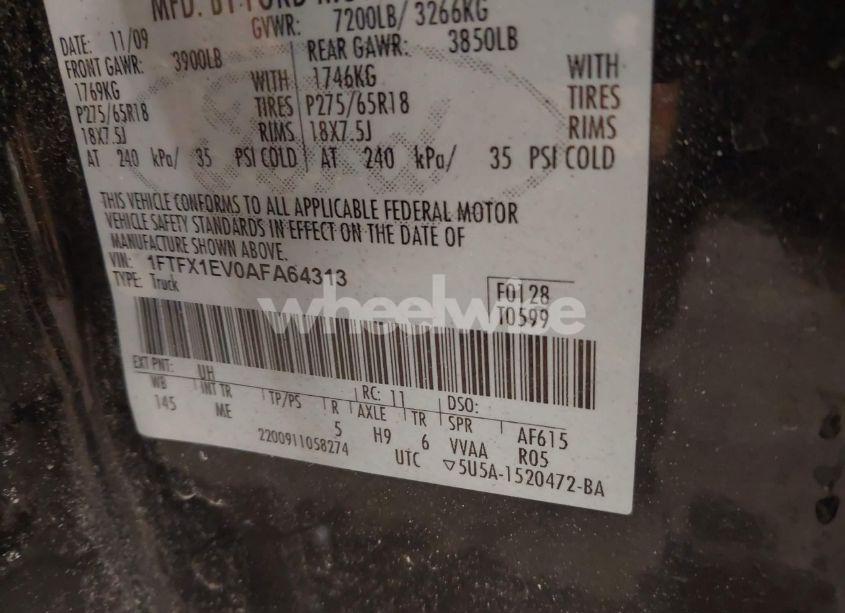 MFD. BY FORD
GVWR: 7200LB/ 3266KG
DATE: 11/09
FRONT GAWR: 3900LB
REAR GAWR: 3850LB
1769KG WITH 1746KG WITH
P275/65R18 TIRES P275/65R18 TIRES
18X7.5J RIMS 18X7.5J RIMS
AT 240 kPa/ 35 PSI COLD AT 240 kPa/ 35 PSI COLD
THIS VEHICLE CONFORMS TO ALL APPLICABLE FEDERAL MOTOR
VEHICLE SAFETY STANDARDS IN EFFECT ON THE DATE OF
MANUFACTURE SHOWN ABOVE.
VIN: 1FTFX1EV0AFA64313
TYPE: Truck
F0128
T0599
wheelwise
EXT PNT: UH RC: 11 DSO:
WB INT TR TP/PS R AXLE TR SPR AF615
145 ME 5 H9 6 VVAA R05
2200911058274 UTC ▽5U5A-1520472-BA